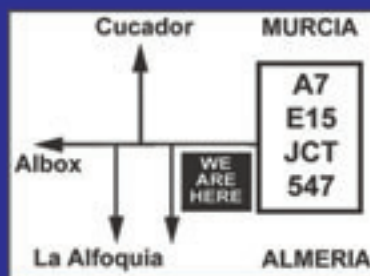 Cucador
MURCIA
A7
E15
JCT
547
Albox
WE
ARE
HERE
La Alfoquia
ALMERIA